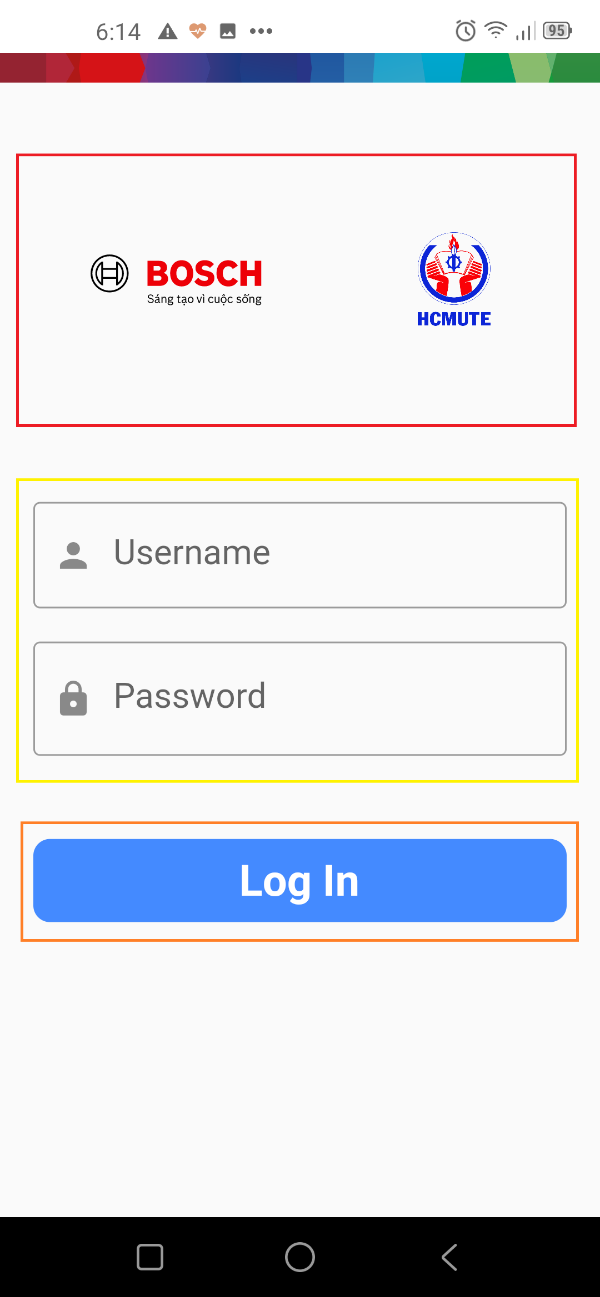 6:14
95
BOSCH
Sáng tạo vì cuộc sống
HCMUTE
Username
Password
Log In